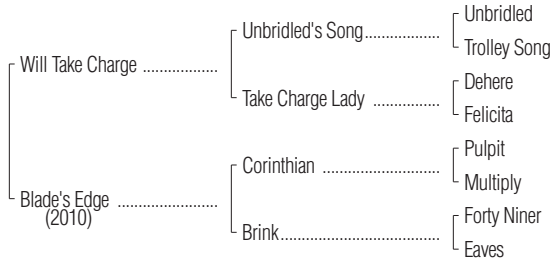 Unbridled
Unbridled's Song..................
Trolley Song
Will Take Charge ..................
Dehere
Take Charge Lady ................
Felicita
Pulpit
Corinthian ............................
Multiply
Blade's Edge ........................
(2010)
Forty Niner
Brink......................................
Eaves